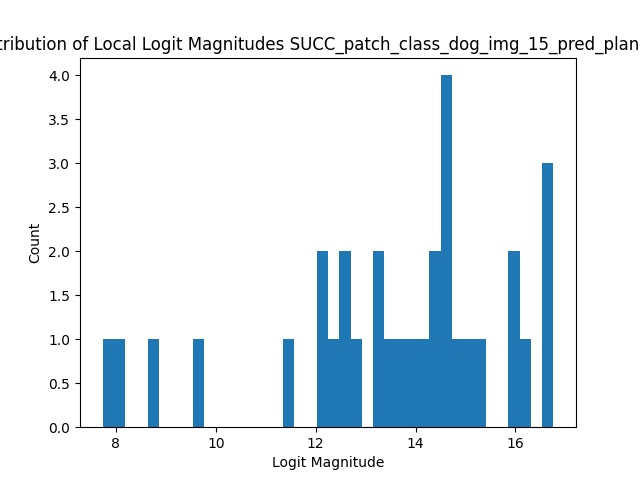 tribution of Local Logit Magnitudes SUCC_patch_class_dog_img_15_pred_plan
4.0
3.5
3.0
2.5
2.0
1.5
1.0
0.5
0.0
Count
8 10 12 14 16
Logit Magnitude